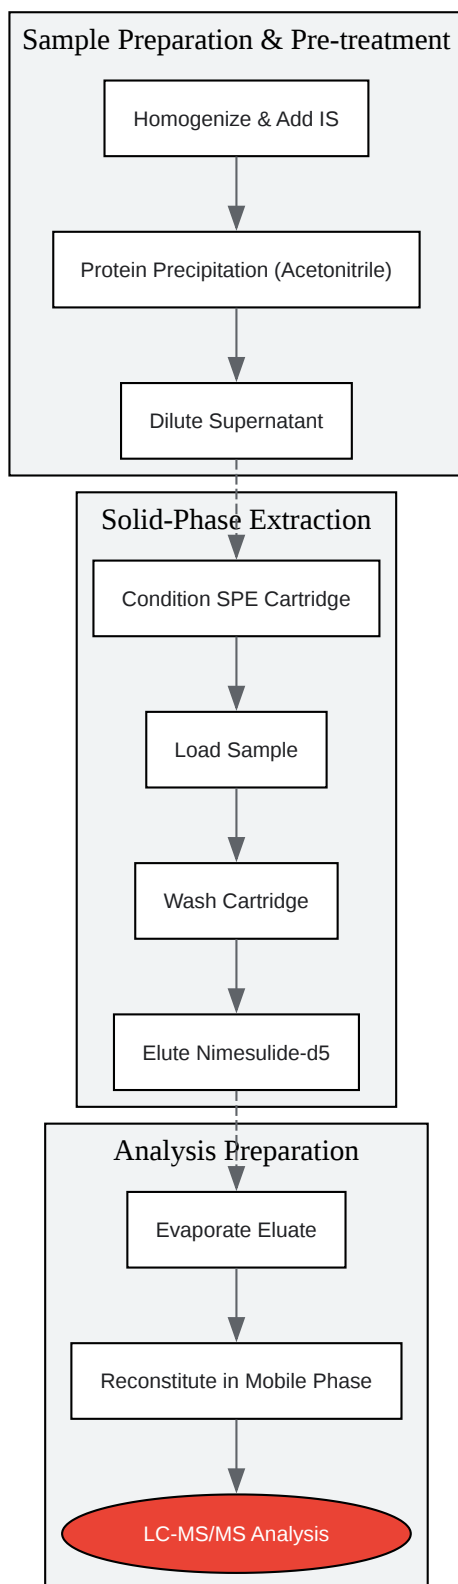 Sample Preparation & Pre-treatment
Homogenize & Add IS
Protein Precipitation (Acetonitrile)
Dilute Supernatant
Solid-Phase Extraction
Condition SPE Cartridge
Load Sample
Wash Cartridge
Elute Nimesulide-d5
Analysis Preparation
Evaporate Eluate
Reconstitute in Mobile Phase
LC-MS/MS Analysis